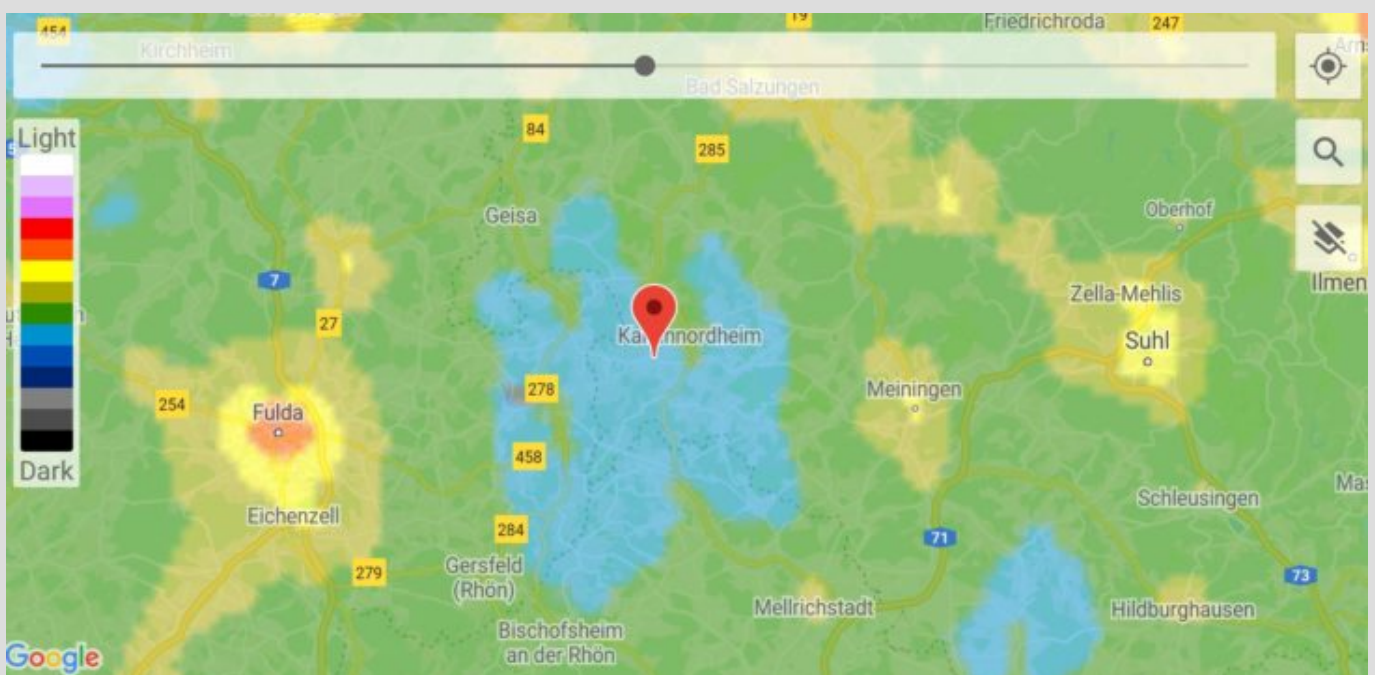 454
19
Friedrichroda
247
Kirchheim
Bad Salzungen
Light
84
285
Geisa
Oberhof
7
Zella-Mehlis
27
Suhl
278
Meiningen
254
Fulda
458
Schleusingen
Eichenzell
284
71
Gersfeld
(Rhön)
279
73
Mellrichstadt
Hildburghausen
Bischofsheim
an der Rhön
Dark
Google